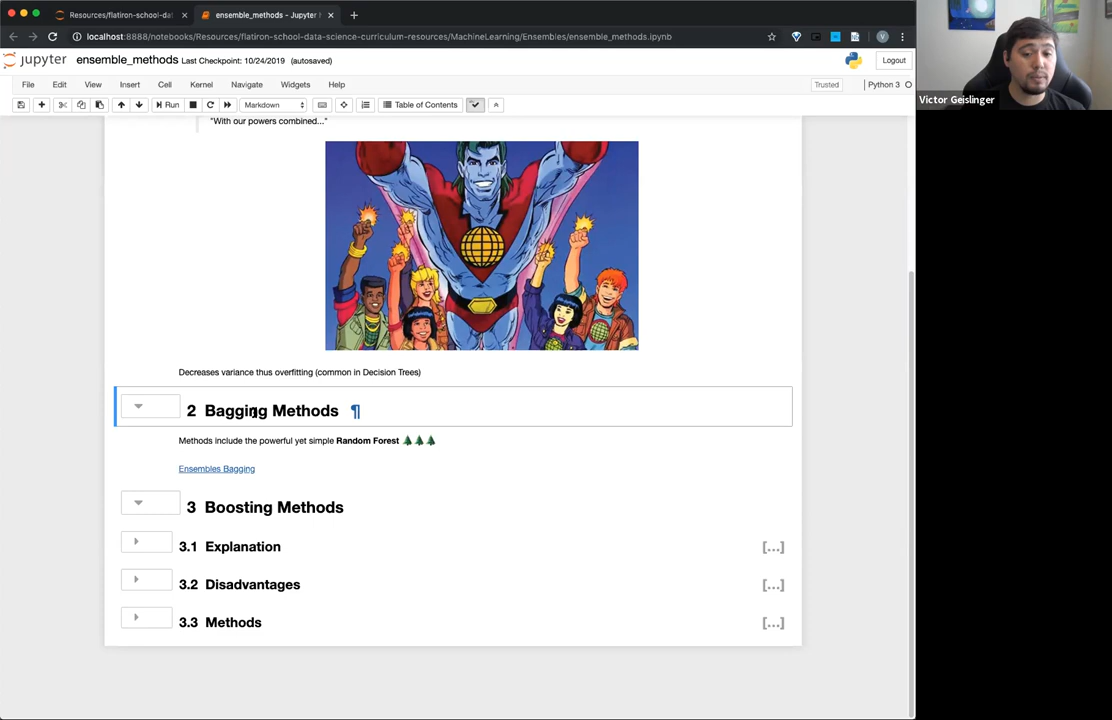 Resources/flatiron-school-dat
ensemble_methods - Jupyter N
localhost:8888/notebooks/Resources/flatiron-school-data-science-curriculum-resources/MachineLearning/Ensembles/ensemble_methods.ipynb
V
jupyter ensemble_methods Last Checkpoint: 10/24/2019 (autosaved)
Logout
File Edit View Insert Cell Kernel Navigate Widgets Help
Trusted Python 3
Run Markdown Table of Contents
Victor Geislinger
"With our powers combined..."
Decreases variance thus overfitting (common in Decision Trees)
2 Bagging Methods ¶
Methods include the powerful yet simple Random Forest 🌲🌲🌲
Ensembles Bagging
3 Boosting Methods
3.1 Explanation [...]
3.2 Disadvantages [...]
3.3 Methods [...]